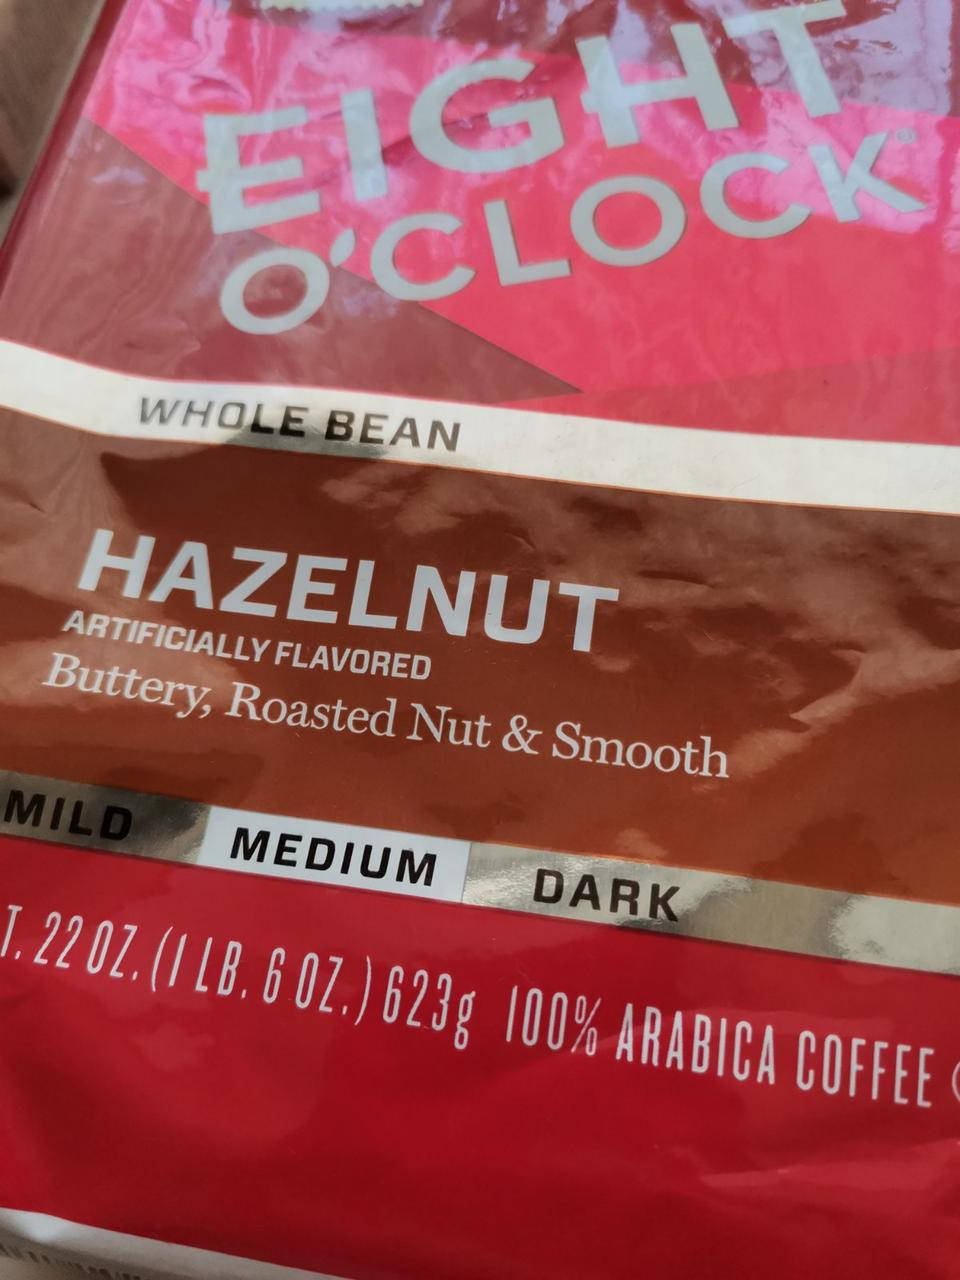 EIGHT
O'CLOCK®
WHOLE BEAN
HAZELNUT
ARTIFICIALLY FLAVORED
Buttery, Roasted Nut & Smooth
MILD MEDIUM DARK
T. 22 OZ. (1 LB. 6 OZ.) 623g 100% ARABICA COFFEE